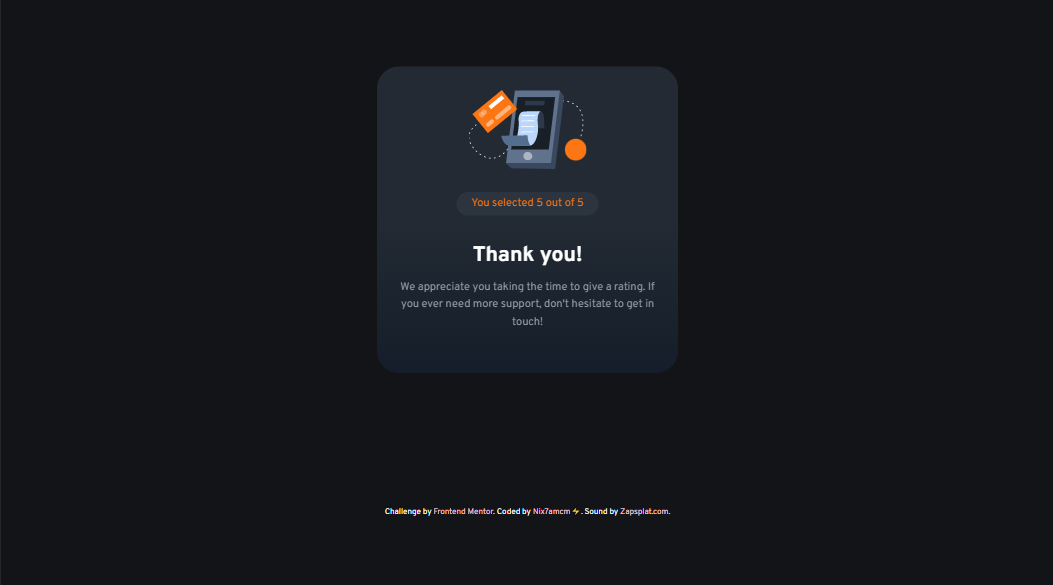 You selected 5 out of 5
Thank you!
We appreciate you taking the time to give a rating. If
you ever need more support, don't hesitate to get in
touch!
Challenge by Frontend Mentor. Coded by Nix7amcm ⚡. Sound by Zapsplat.com.